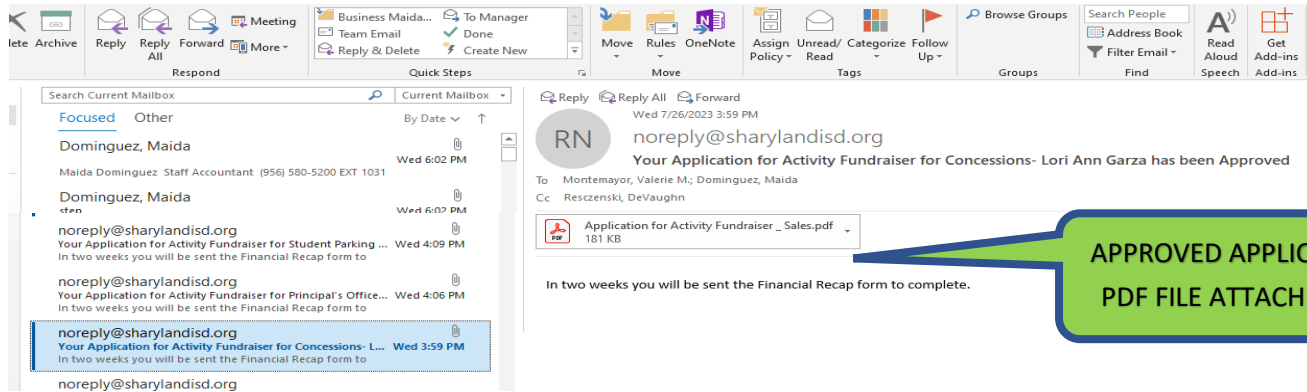 Archive
Reply
Reply All
Forward
Meeting
More
Respond
Business Maida...
Team Email
Reply & Delete
To Manager
Done
Create New
Quick Steps
Move
Rules
OneNote
Move
Assign Policy
Unread/ Read
Categorize
Follow Up
Tags
Browse Groups
Groups
Search People
Address Book
Filter Email
Find
Read Aloud
Speech
Get Add-ins
Add-ins
Search Current Mailbox
Current Mailbox
Focused Other
By Date
Dominguez, Maida
Wed 6:02 PM
Maida Dominguez Staff Accountant (956) 580-5200 EXT 1031
Dominguez, Maida
step
Wed 6:02 PM
noreply@sharylandisd.org
Your Application for Activity Fundraiser for Student Parking ... Wed 4:09 PM
In two weeks you will be sent the Financial Recap form to
noreply@sharylandisd.org
Your Application for Activity Fundraiser for Principal's Office... Wed 4:06 PM
In two weeks you will be sent the Financial Recap form to
noreply@sharylandisd.org
Your Application for Activity Fundraiser for Concessions- L... Wed 3:59 PM
In two weeks you will be sent the Financial Recap form to
noreply@sharylandisd.org
Reply Reply All Forward
Wed 7/26/2023 3:59 PM
RN
noreply@sharylandisd.org
Your Application for Activity Fundraiser for Concessions- Lori Ann Garza has been Approved
To Montemayor, Valerie M.; Dominguez, Maida
Cc Resczenski, DeVaughn
PDF
Application for Activity Fundraiser _ Sales.pdf
181 KB
In two weeks you will be sent the Financial Recap form to complete.
APPROVED APPLIC
PDF FILE ATTACH